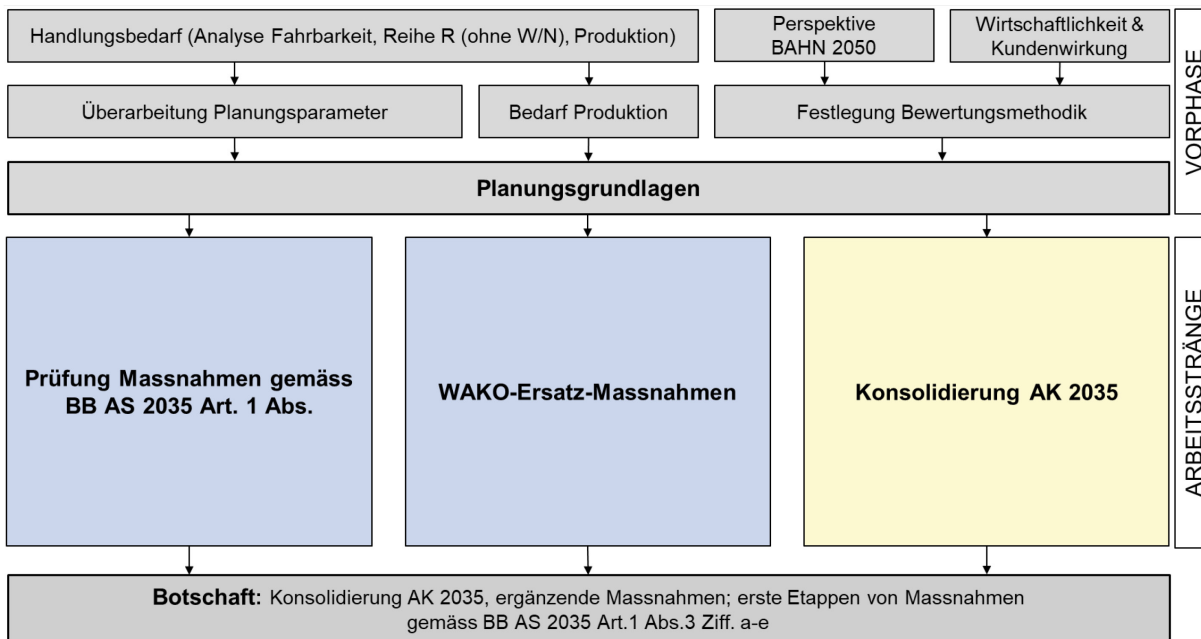 Handlungsbedarf (Analyse Fahrbarkeit, Reihe R (ohne W/N), Produktion)
Perspektive
BAHN 2050
Wirtschaftlichkeit &
Kundenwirkung
VORPHASE
Überarbeitung Planungsparameter
Bedarf Produktion
Festlegung Bewertungsmethodik
Planungsgrundlagen
Prüfung Massnahmen gemäss
BB AS 2035 Art. 1 Abs.
WAKO-Ersatz-Massnahmen
Konsolidierung AK 2035
ARBEITSSTRÄNGE
Botschaft: Konsolidierung AK 2035, ergänzende Massnahmen; erste Etappen von Massnahmen
gemäss BB AS 2035 Art.1 Abs.3 Ziff. a-e